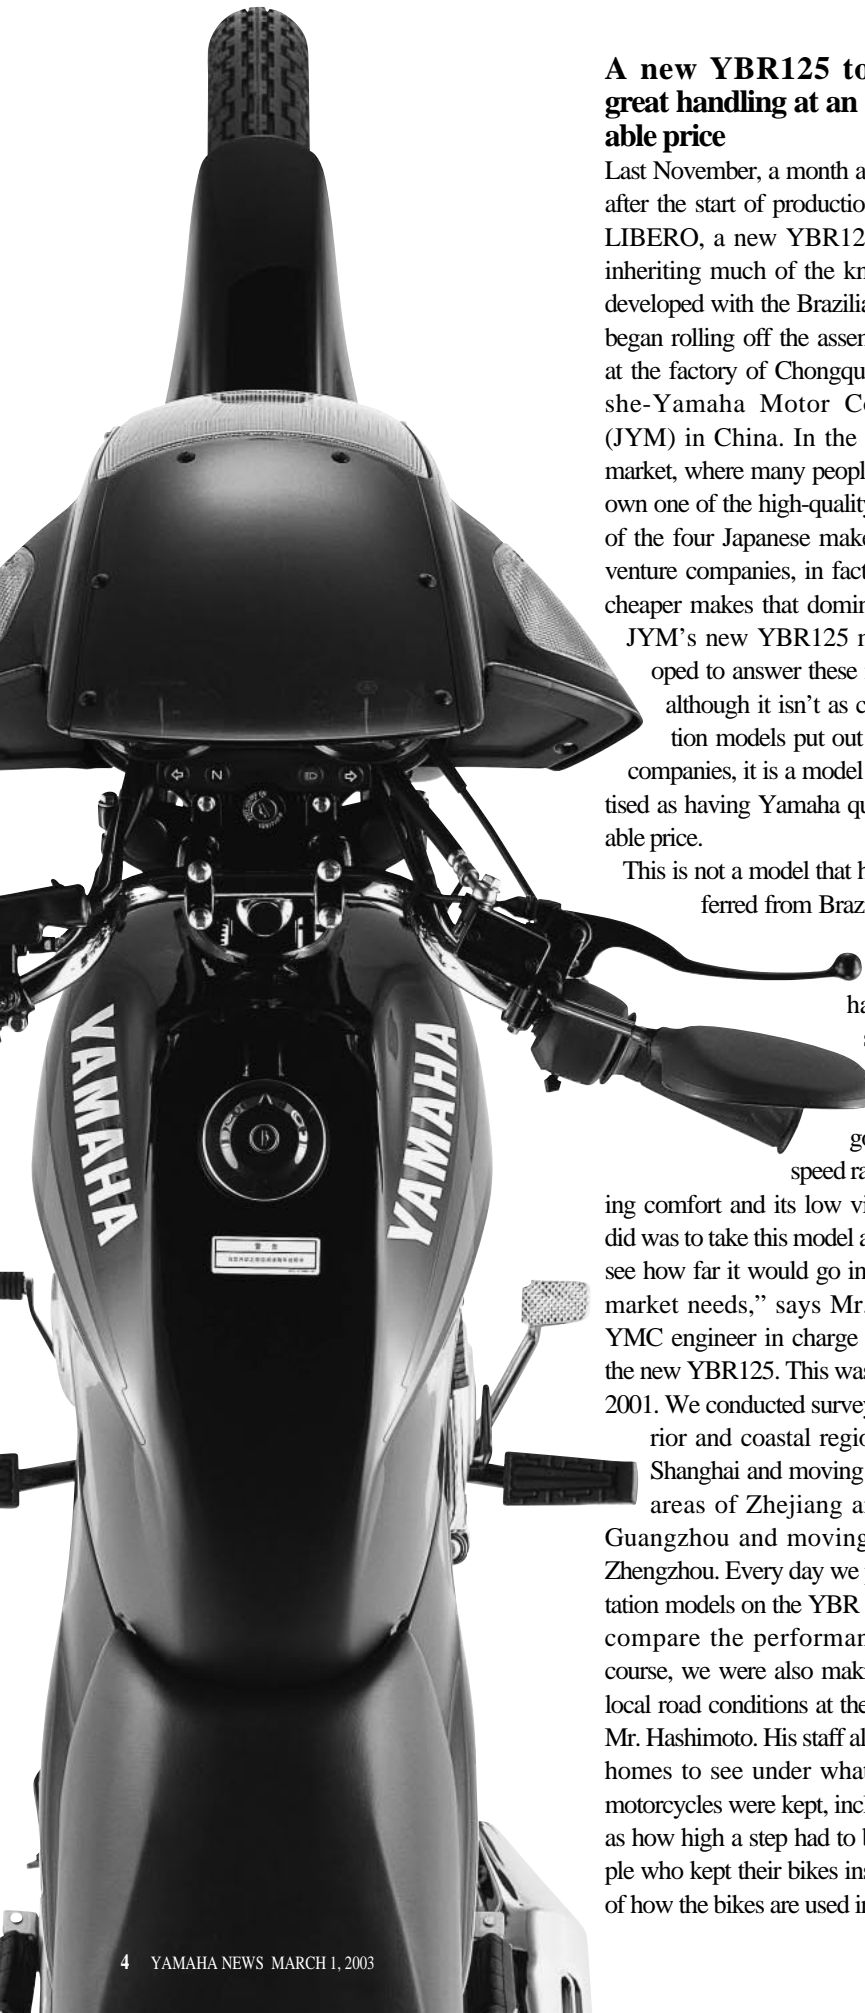 A new YBR125 to
great handling at an
able price
Last November, a month a
after the start of productio
LIBERO, a new YBR12
inheriting much of the kn
developed with the Brazilia
began rolling off the assem
at the factory of Chongqu
she-Yamaha Motor Co
(JYM) in China. In the
market, where many peopl
own one of the high-quality
of the four Japanese make
venture companies, in fact
cheaper makes that domin
JYM's new YBR125 m
oped to answer these
although it isn't as c
tion models put out
companies, it is a model
tised as having Yamaha qu
able price.
This is not a model that h
ferred from Braz
ha
s
go
speed ra
ing comfort and its low vi
did was to take this model a
see how far it would go in
market needs,” says Mr.
YMC engineer in charge
the new YBR125. This was
2001. We conducted survey
rior and coastal regio
Shanghai and moving
areas of Zhejiang a
Guangzhou and moving
Zhengzhou. Every day we
tation models on the YBR
compare the performan
course, we were also maki
local road conditions at the
Mr. Hashimoto. His staff al
homes to see under what
motorcycles were kept, incl
as how high a step had to b
ple who kept their bikes ins
of how the bikes are used in
N
YAMAHA
YAMAHA
警 告
4 YAMAHA NEWS MARCH 1, 2003